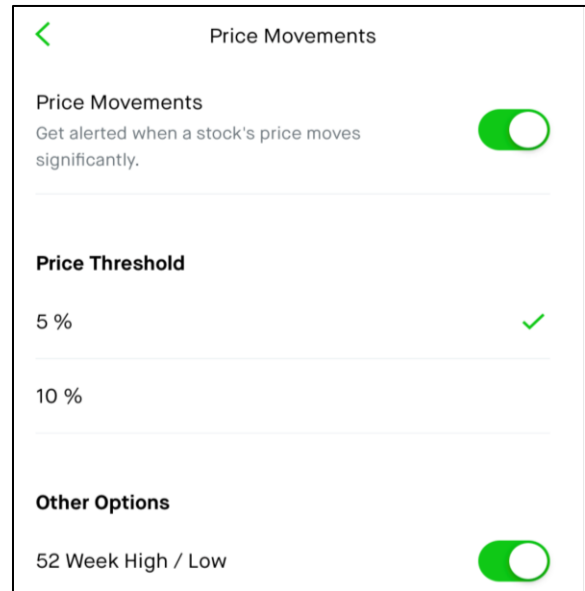 Price Movements
Price Movements
Get alerted when a stock's price moves
significantly.
Price Threshold
5 %
10 %
Other Options
52 Week High / Low